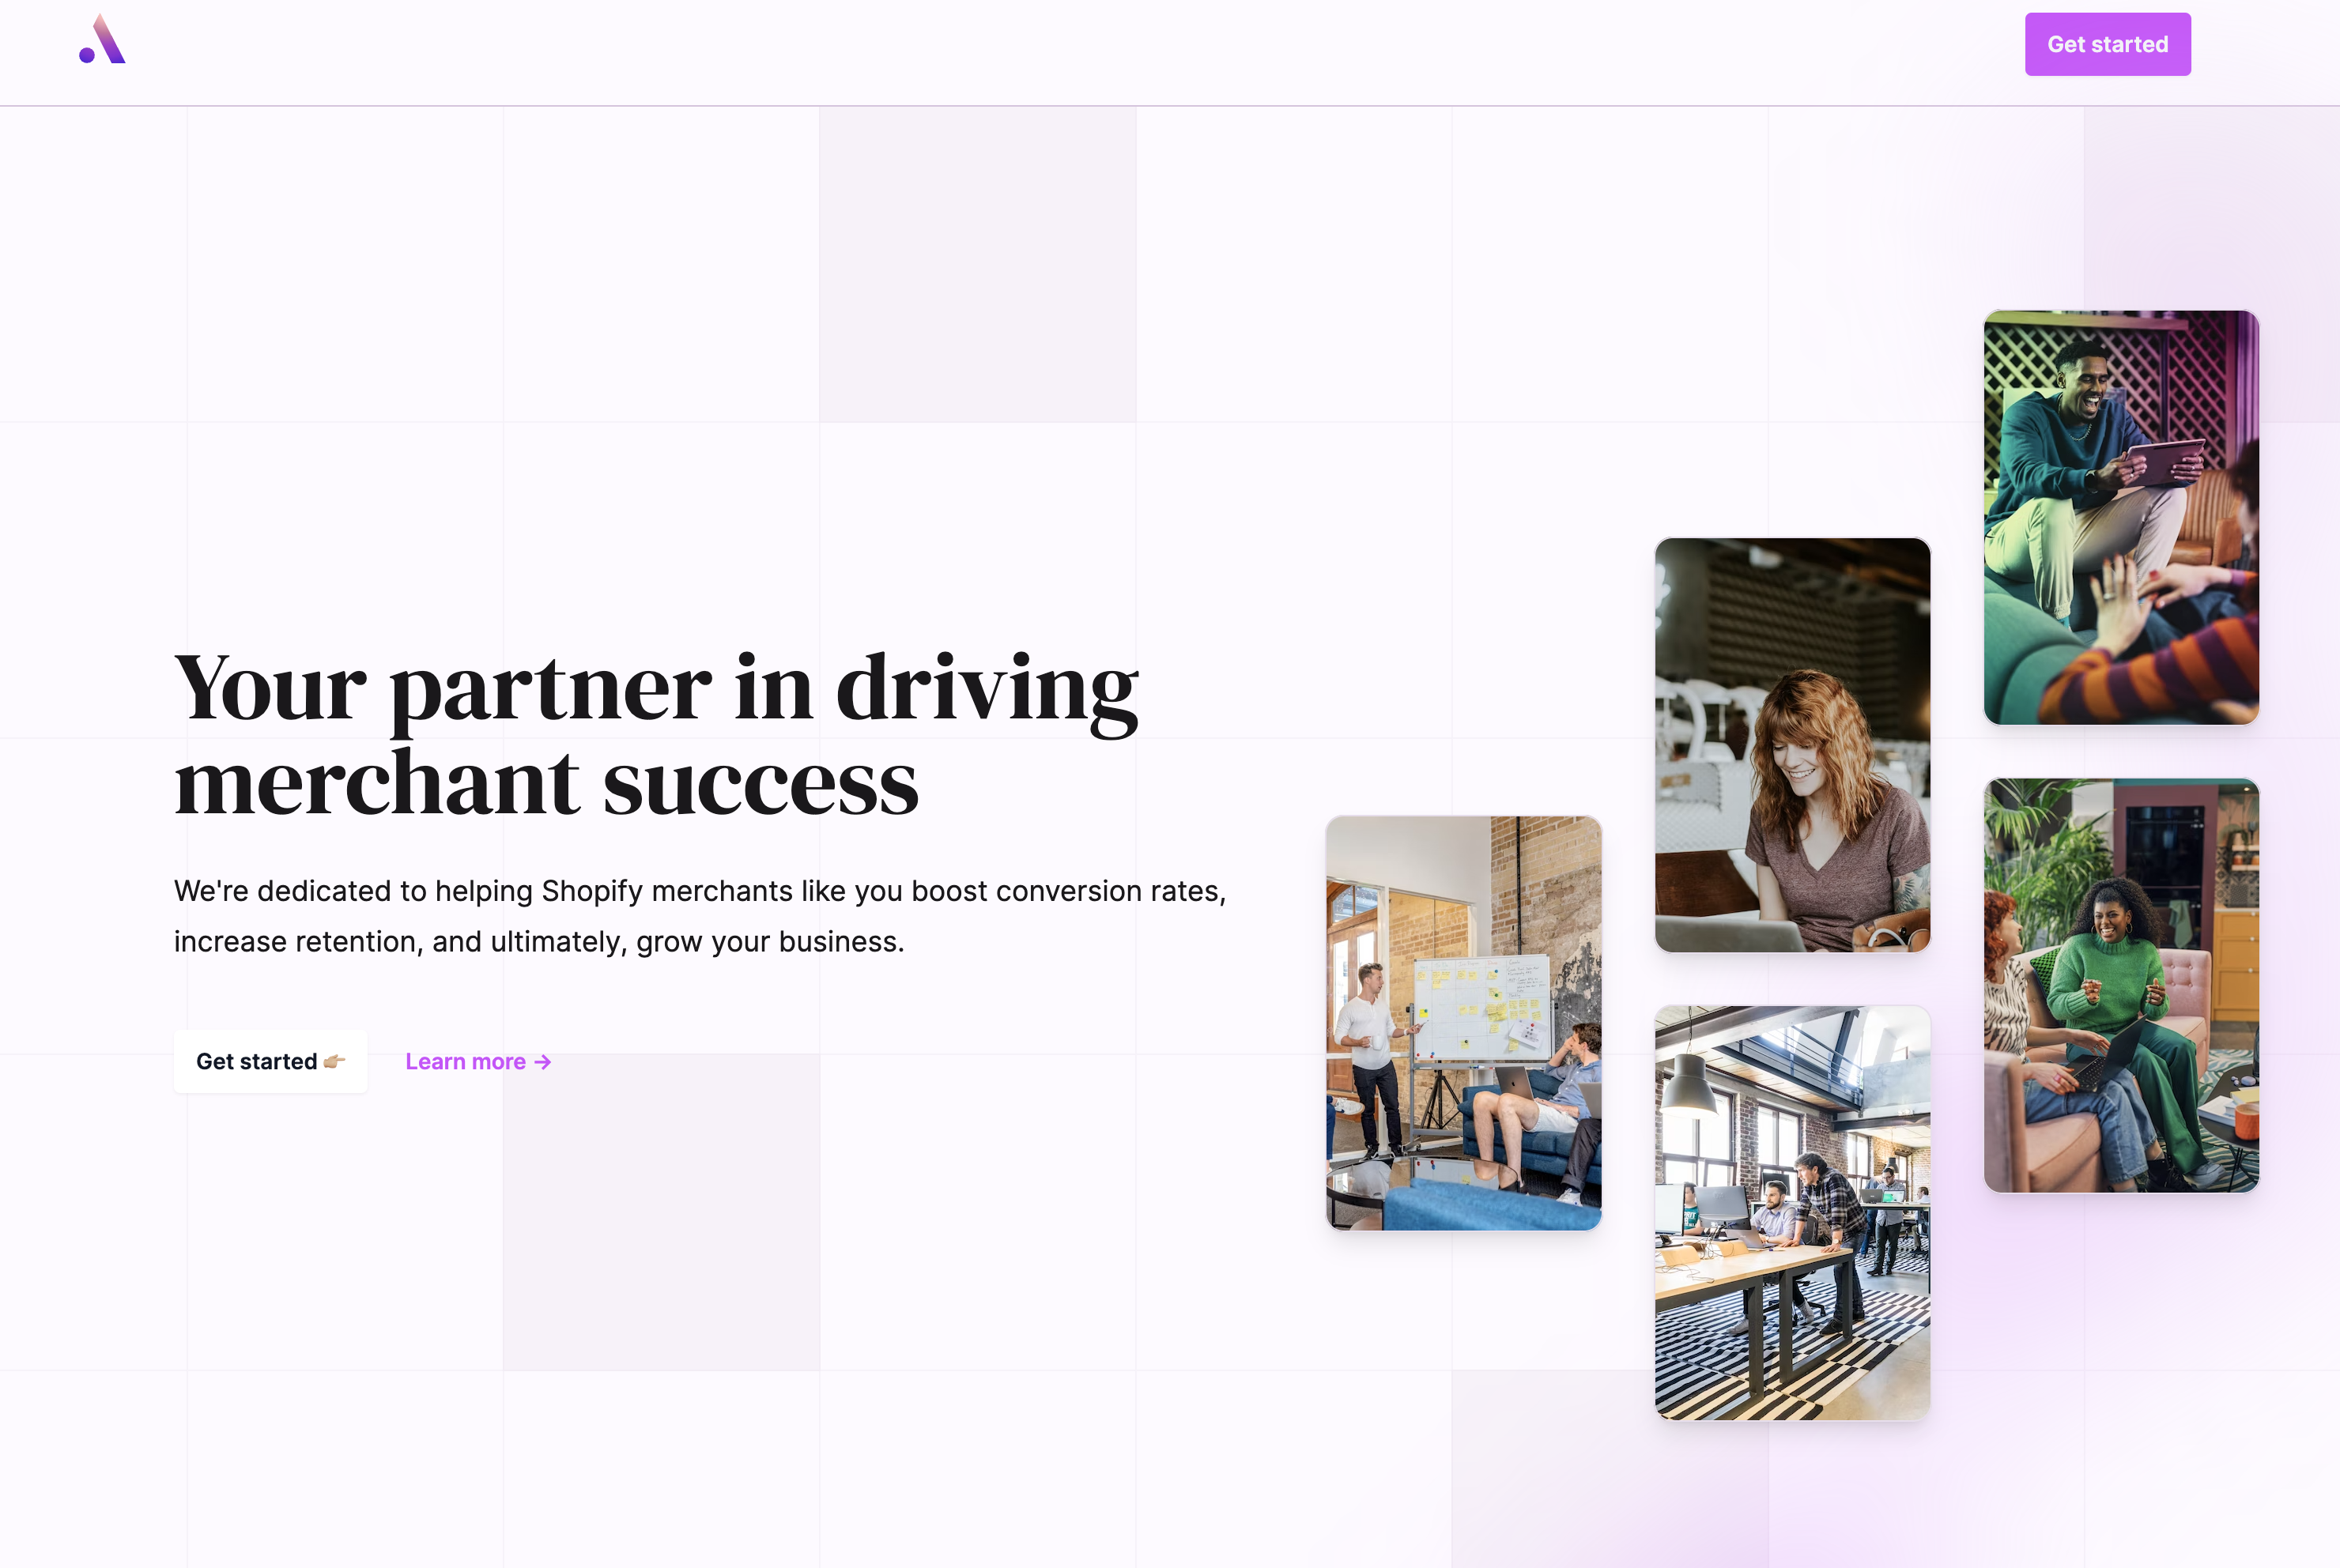 Get started
Your partner in driving
merchant success
We're dedicated to helping Shopify merchants like you boost conversion rates,
increase retention, and ultimately, grow your business.
Get started 👉🏼
Learn more →